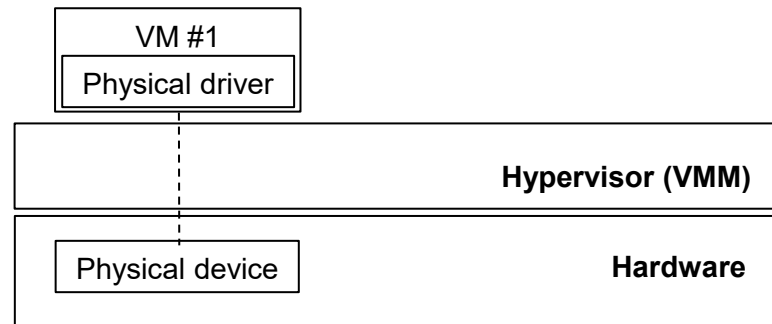 VM #1
Physical driver
Hypervisor (VMM)
Physical device
Hardware